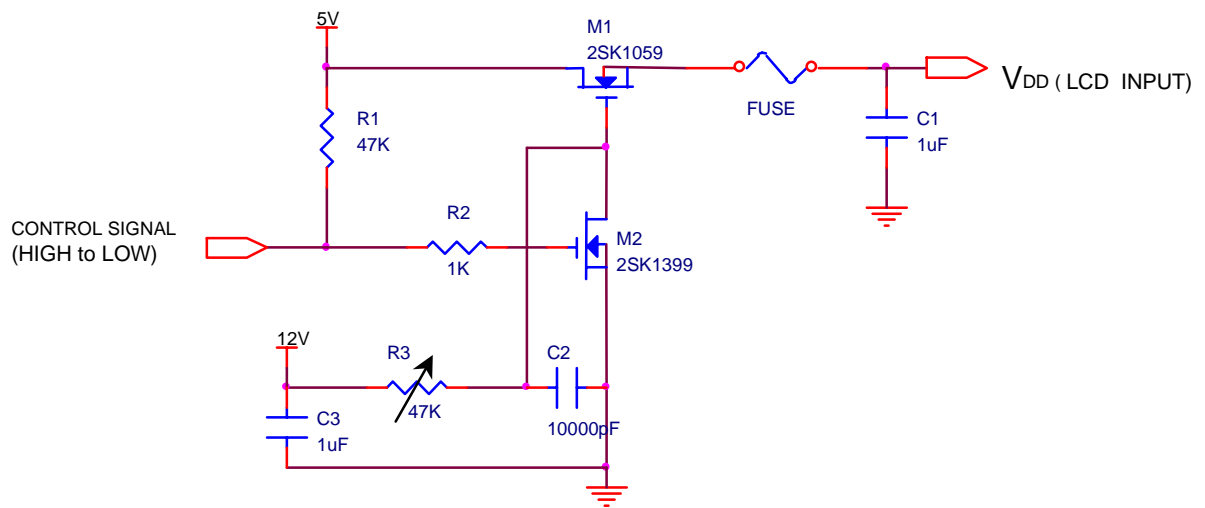 5V
M1
2SK1059
FUSE
VDD ( LCD INPUT)
R1
47K
C1
1uF
CONTROL SIGNAL
(HIGH to LOW)
R2
1K
M2
2SK1399
12V
R3
47K
C2
10000pF
C3
1uF